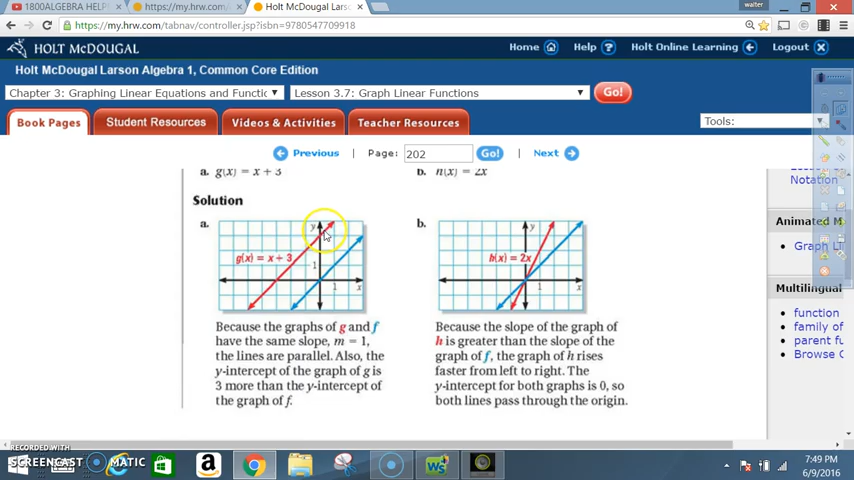 1800ALGEBRA HELP
https://my.hrw.com/tabnav/
Holt McDougal Lars
walter
https://my.hrw.com/tabnav/controller.jsp?isbn=9780547709918
HOLT MCDOUGAL
Home
Help
Holt Online Learning
Logout
Holt McDougal Larson Algebra 1, Common Core Edition
Chapter 3: Graphing Linear Equations and Functic
Lesson 3.7: Graph Linear Functions
Go!
Book Pages
Student Resources
Videos & Activities
Teacher Resources
Tools:
Previous
Page: 202
Go!
Next
a. g(x) = x + 3
b. h(x) = 2x
Notation
Solution
a.
y
g(x) = x + 3
1
1
x
b.
y
h(x) = 2x
1
x
Because the graphs of g and f
have the same slope, m = 1,
the lines are parallel. Also, the
y-intercept of the graph of g is
3 more than the y-intercept of
the graph of f.
Because the slope of the graph of
h is greater than the slope of the
graph of f, the graph of h rises
faster from left to right. The
y-intercept for both graphs is 0, so
both lines pass through the origin.
Animated M
Graph Li
Multilingual
function
family of
parent fu
Browse G
RECORDED WITH
SCREENCAST MATIC
7:49 PM
6/9/2016